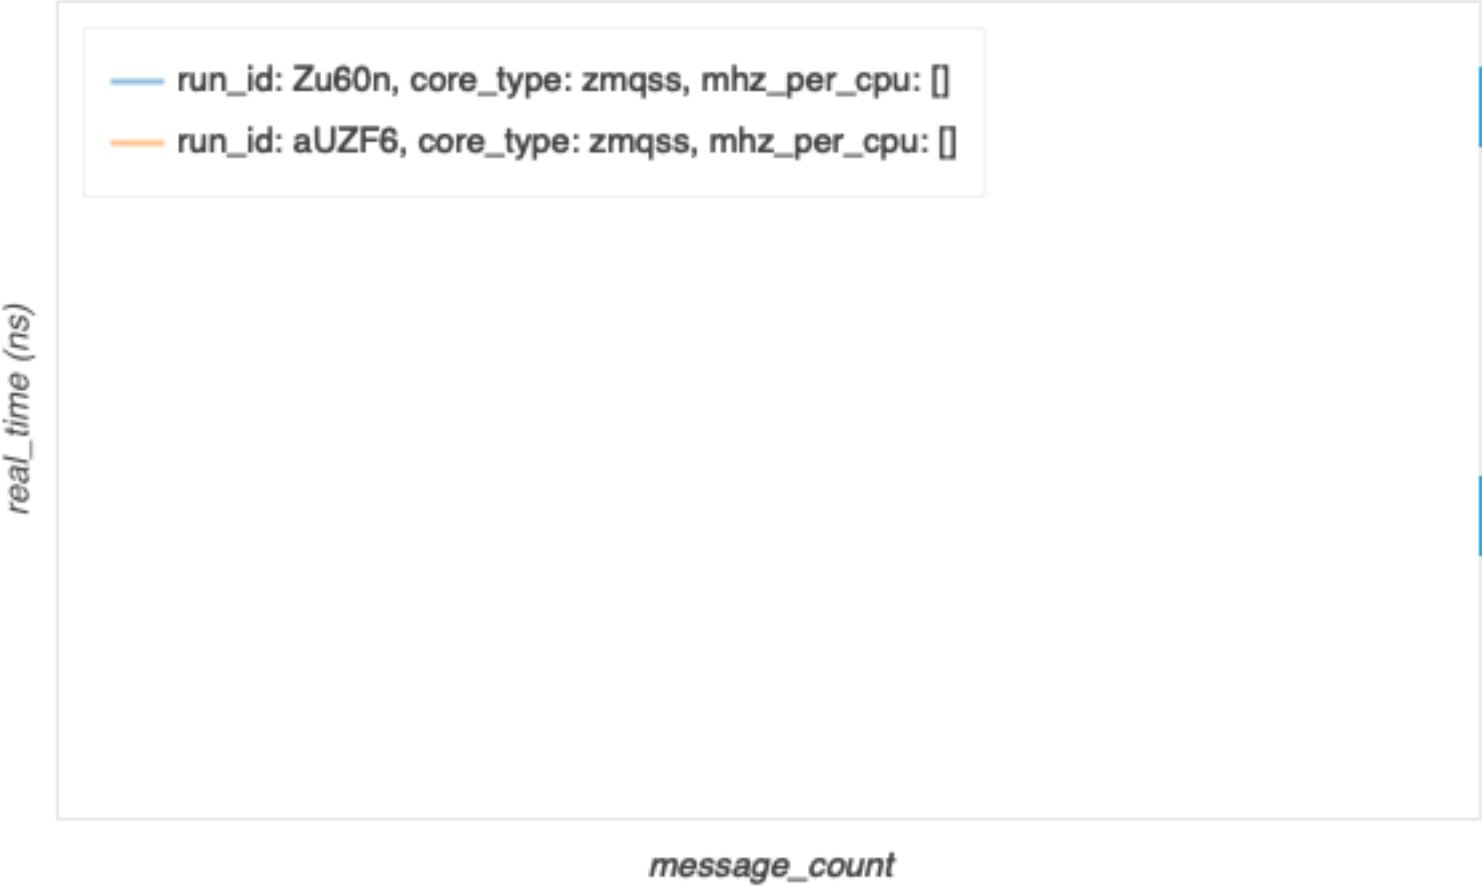 run_id: Zu60n, core_type: zmqss, mhz_per_cpu: []
run_id: aUZF6, core_type: zmqss, mhz_per_cpu: []
real_time (ns)
message_count